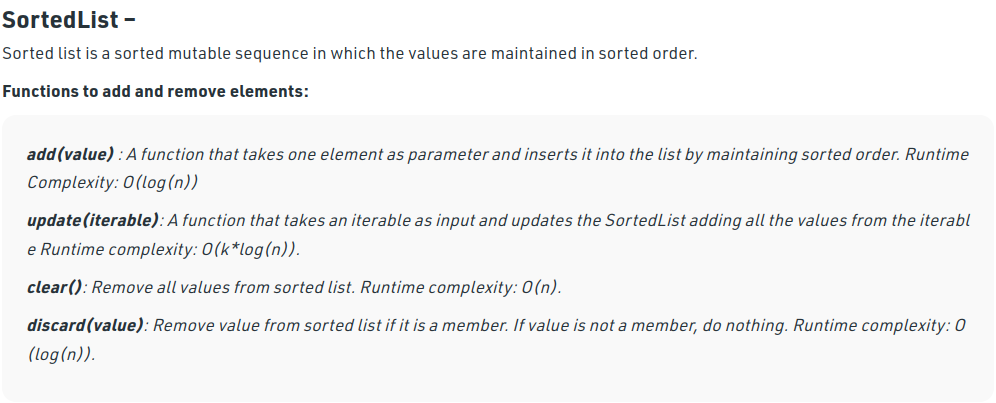 SortedList –
Sorted list is a sorted mutable sequence in which the values are maintained in sorted order.
Functions to add and remove elements:
add(value) : A function that takes one element as parameter and inserts it into the list by maintaining sorted order. Runtime
Complexity: O(log(n))
update(iterable): A function that takes an iterable as input and updates the SortedList adding all the values from the iterabl
e Runtime complexity: O(k*log(n)).
clear(): Remove all values from sorted list. Runtime complexity: O(n).
discard(value): Remove value from sorted list if it is a member. If value is not a member, do nothing. Runtime complexity: O
(log(n)).